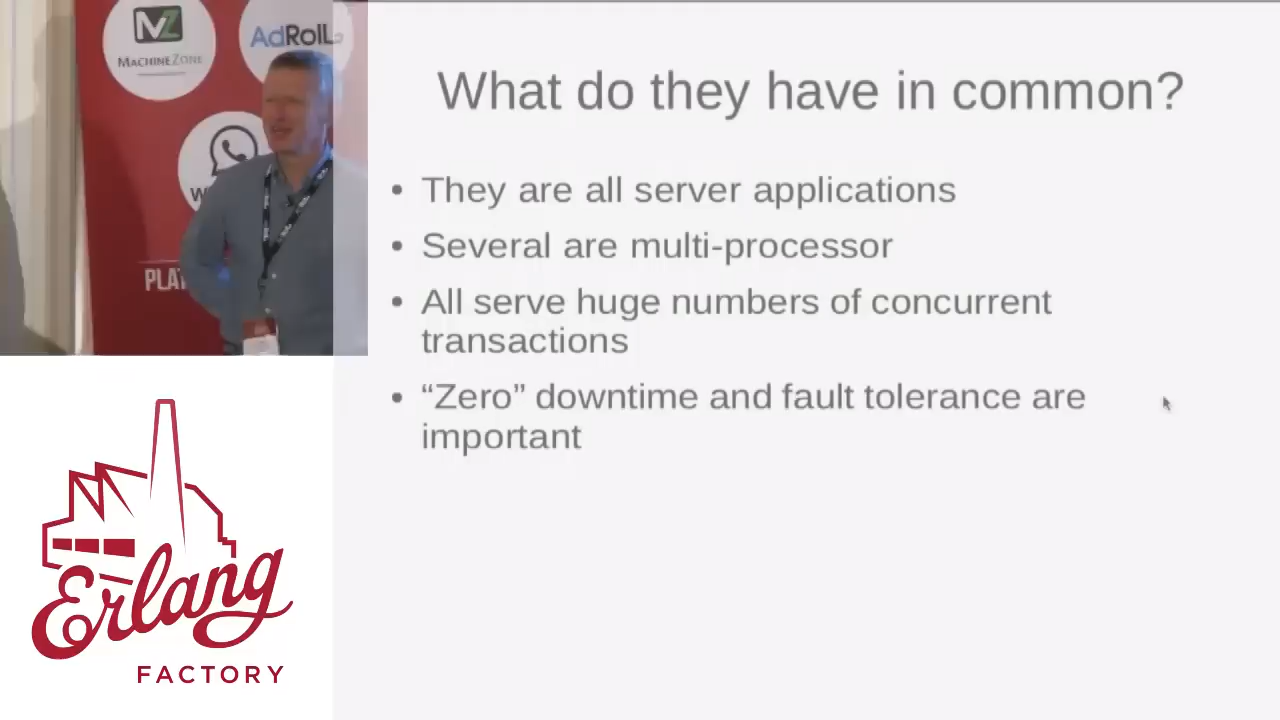 MACHINE ZONE
AdRoll
PLAT
What do they have in common?
• They are all server applications
• Several are multi-processor
• All serve huge numbers of concurrent
transactions
• “Zero” downtime and fault tolerance are
important
Erlang
FACTORY